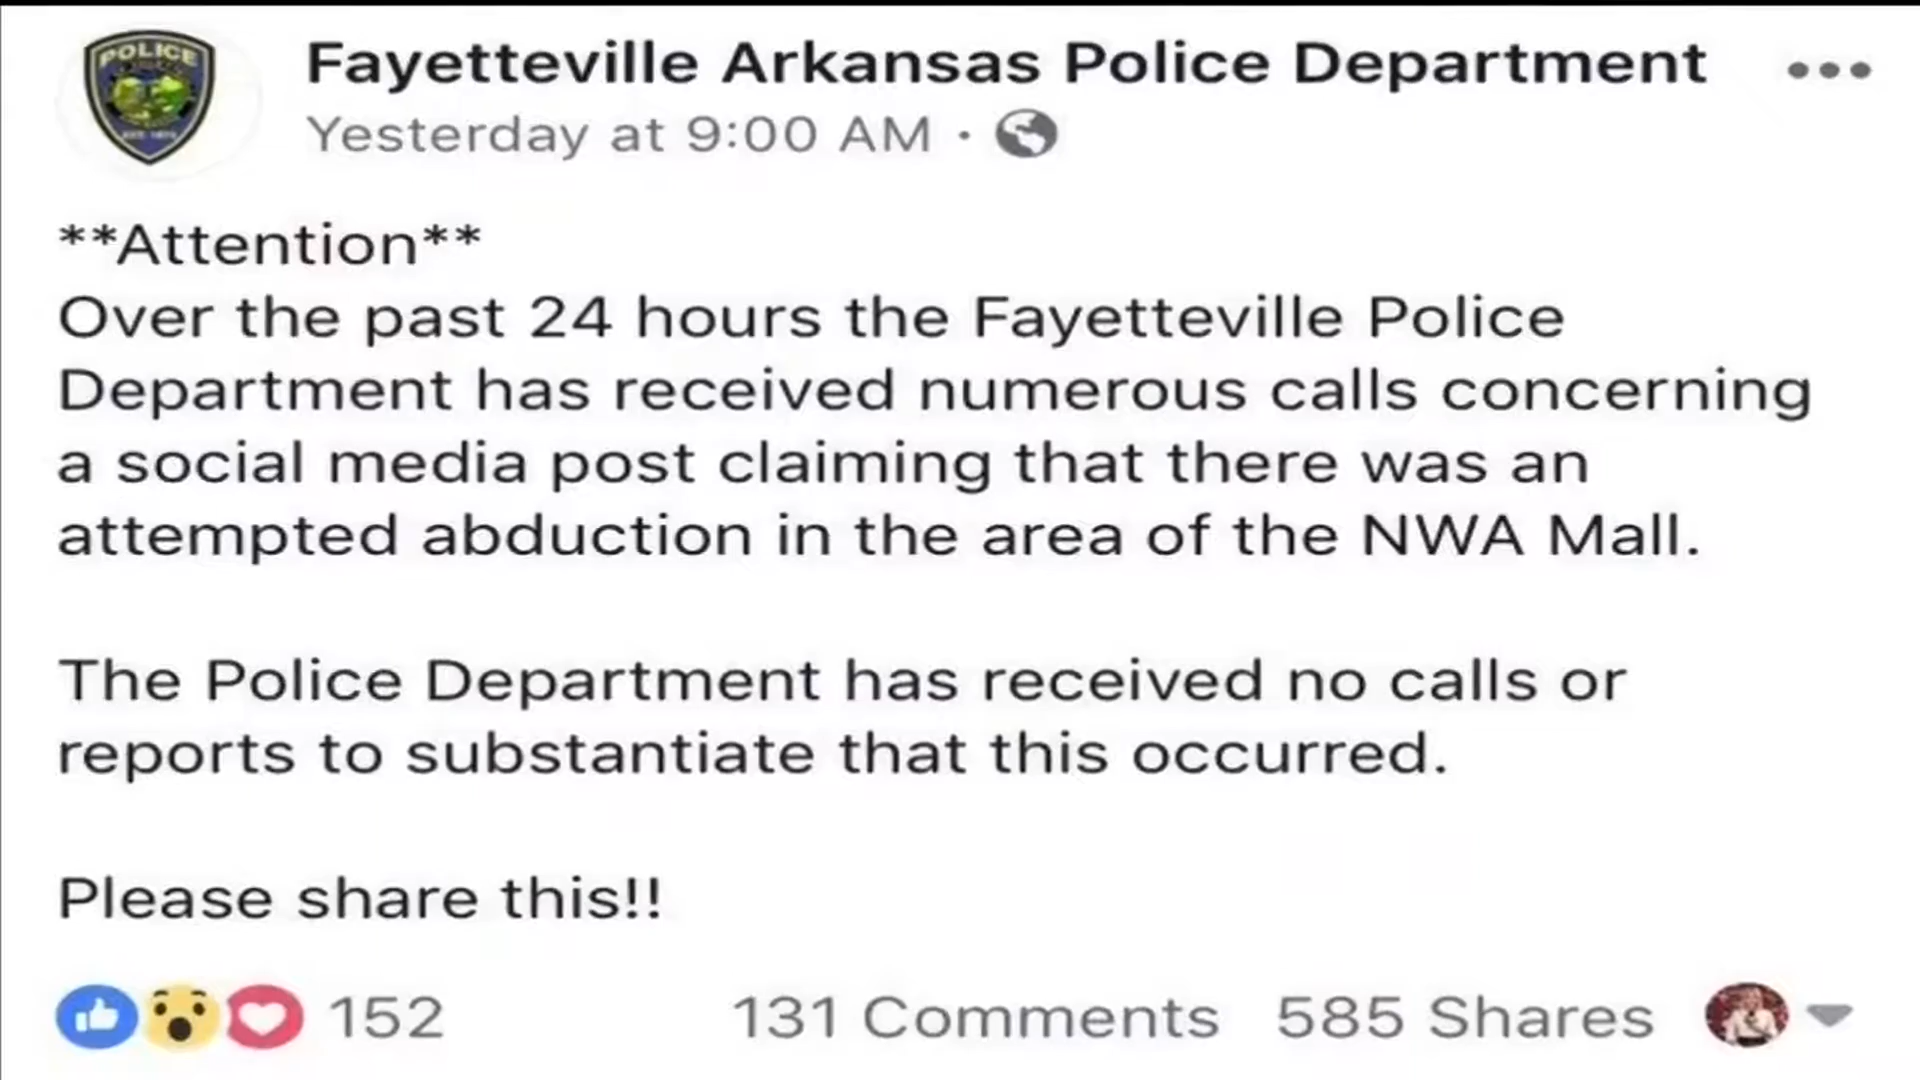 POLICE
Fayetteville Arkansas Police Department
Yesterday at 9:00 AM ·
**Attention**
Over the past 24 hours the Fayetteville Police
Department has received numerous calls concerning
a social media post claiming that there was an
attempted abduction in the area of the NWA Mall.
The Police Department has received no calls or
reports to substantiate that this occurred.
Please share this!!
152 131 Comments 585 Shares